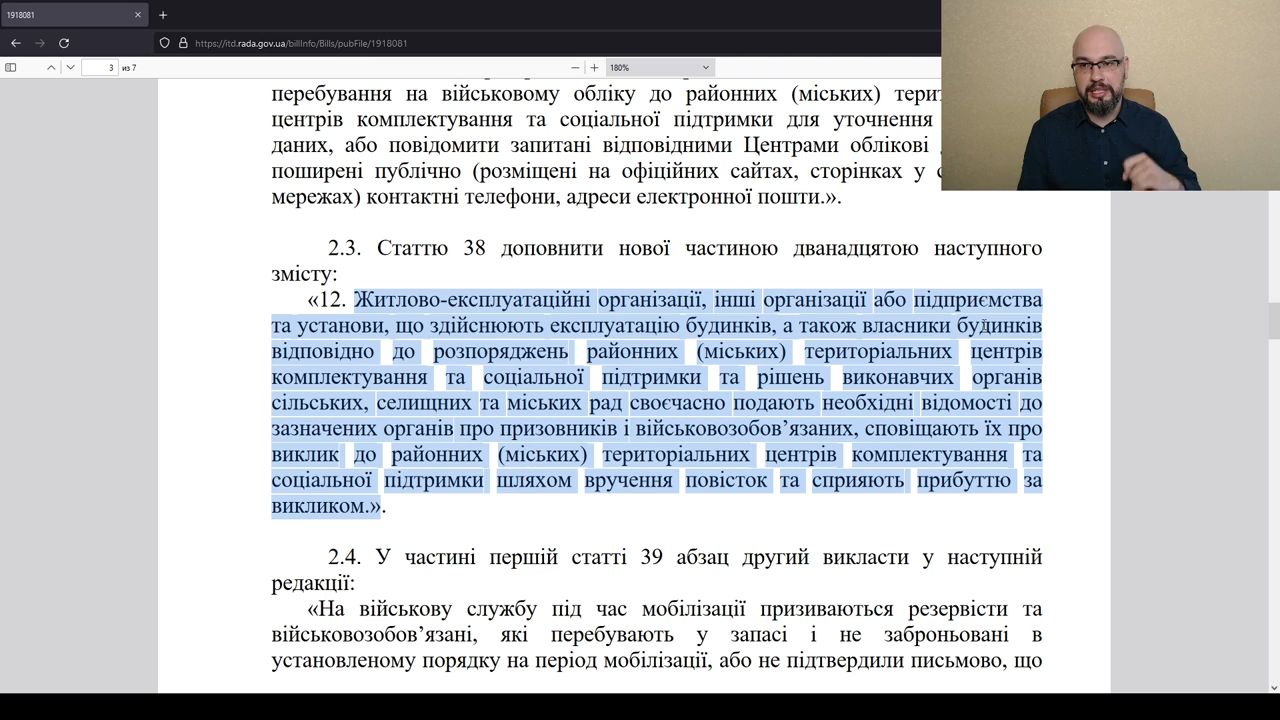 1918081
https://itd.rada.gov.ua/billInfo/Bills/pubFile/1918081
3 из 7
180%
перебування на військовому обліку до районних (міських)
центрів комплектування та соціальної підтримки для уточнення
даних, або повідомити запитані відповідними Центрами облікові
поширені публічно (розміщені на офіційних сайтах, сторінках у
мережах) контактні телефони, адреси електронної пошти.».
2.3. Статтю 38 доповнити нової частиною дванадцятою наступного
змісту:
«12. Житлово-експлуатаційні організації, інші організації або підприємства
та установи, що здійснюють експлуатацію будинків, а також власники будинків
відповідно до розпоряджень районних (міських) територіальних центрів
комплектування та соціальної підтримки та рішень виконавчих органів
сільських, селищних та міських рад своєчасно подають необхідні відомості до
зазначених органів про призовників і військовозобов’язаних, сповіщають їх про
виклик до районних (міських) територіальних центрів комплектування та
соціальної підтримки шляхом вручення повісток та сприяють прибуттю за
викликом.».
2.4. У частині першій статті 39 абзац другий викласти у наступній
редакції:
«На військову службу під час мобілізації призиваються резервісти та
військовозобов’язані, які перебувають у запасі і не заброньовані в
установленому порядку на період мобілізації, або не підтвердили письмово, що